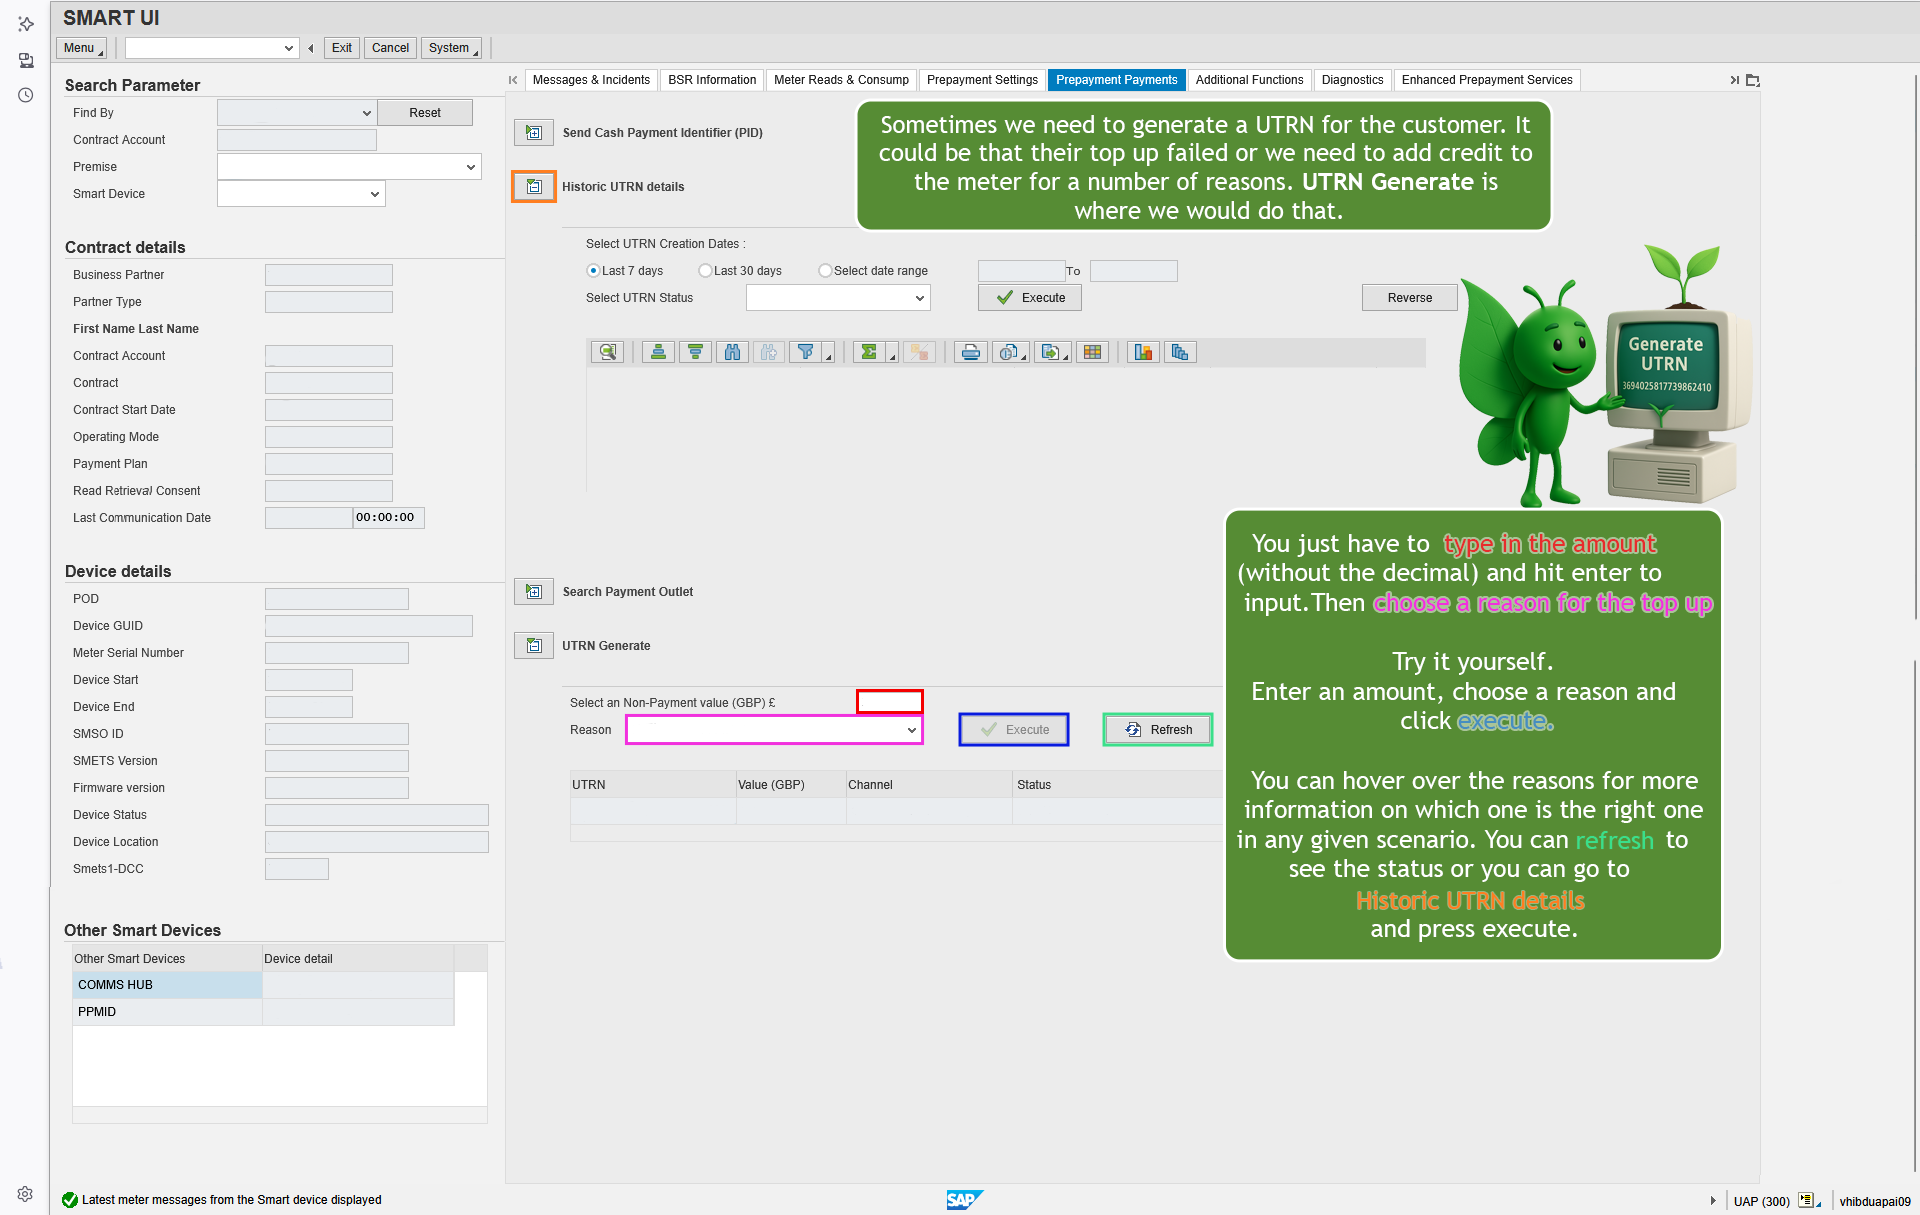 SMART UI
Menu
Exit
Cancel
System
Search Parameter
Find By
Reset
Contract Account
Premise
Smart Device
Contract details
Business Partner
Partner Type
First Name Last Name
Contract Account
Contract
Contract Start Date
Operating Mode
Payment Plan
Read Retrieval Consent
Last Communication Date 00:00:00
Device details
POD
Device GUID
Meter Serial Number
Device Start
Device End
SMSO ID
SMETS Version
Firmware version
Device Status
Device Location
Smets1-DCC
Other Smart Devices
Other Smart Devices Device detail
COMMS HUB
PPMID
Messages & Incidents BSR Information Meter Reads & Consump Prepayment Settings Prepayment Payments Additional Functions Diagnostics Enhanced Prepayment Services
Send Cash Payment Identifier (PID)
Historic UTRN details
Sometimes we need to generate a UTRN for the customer. It
could be that their top up failed or we need to add credit to
the meter for a number of reasons. UTRN Generate is
where we would do that.
Select UTRN Creation Dates :
Last 7 days Last 30 days Select date range To
Select UTRN Status Execute Reverse
Generate
UTRN
3694025817739862410
Search Payment Outlet
UTRN Generate
Select an Non-Payment value (GBP) £
Reason Execute Refresh
UTRN Value (GBP) Channel Status
You just have to type in the amount
(without the decimal) and hit enter to
input.Then choose a reason for the top up
Try it yourself.
Enter an amount, choose a reason and
click execute.
You can hover over the reasons for more
information on which one is the right one
in any given scenario. You can refresh to
see the status or you can go to
Historic UTRN details
and press execute.
Latest meter messages from the Smart device displayed
SAP
UAP (300)
vhibduapai09